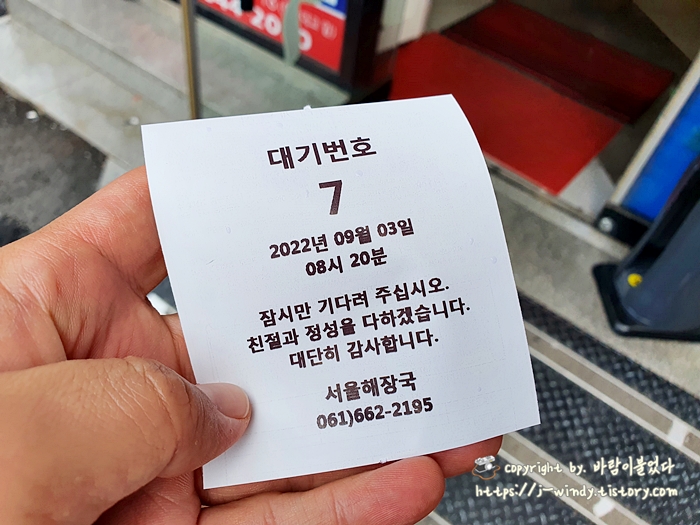 대기번호
7
2022년 09월 03일
08시 20분
잠시만 기다려 주십시오.
친절과 정성을 다하겠습니다.
대단히 감사합니다.
서울해장국
061)662-2195
copyright by. 바람이불었다
https://j-windy.tistory.com